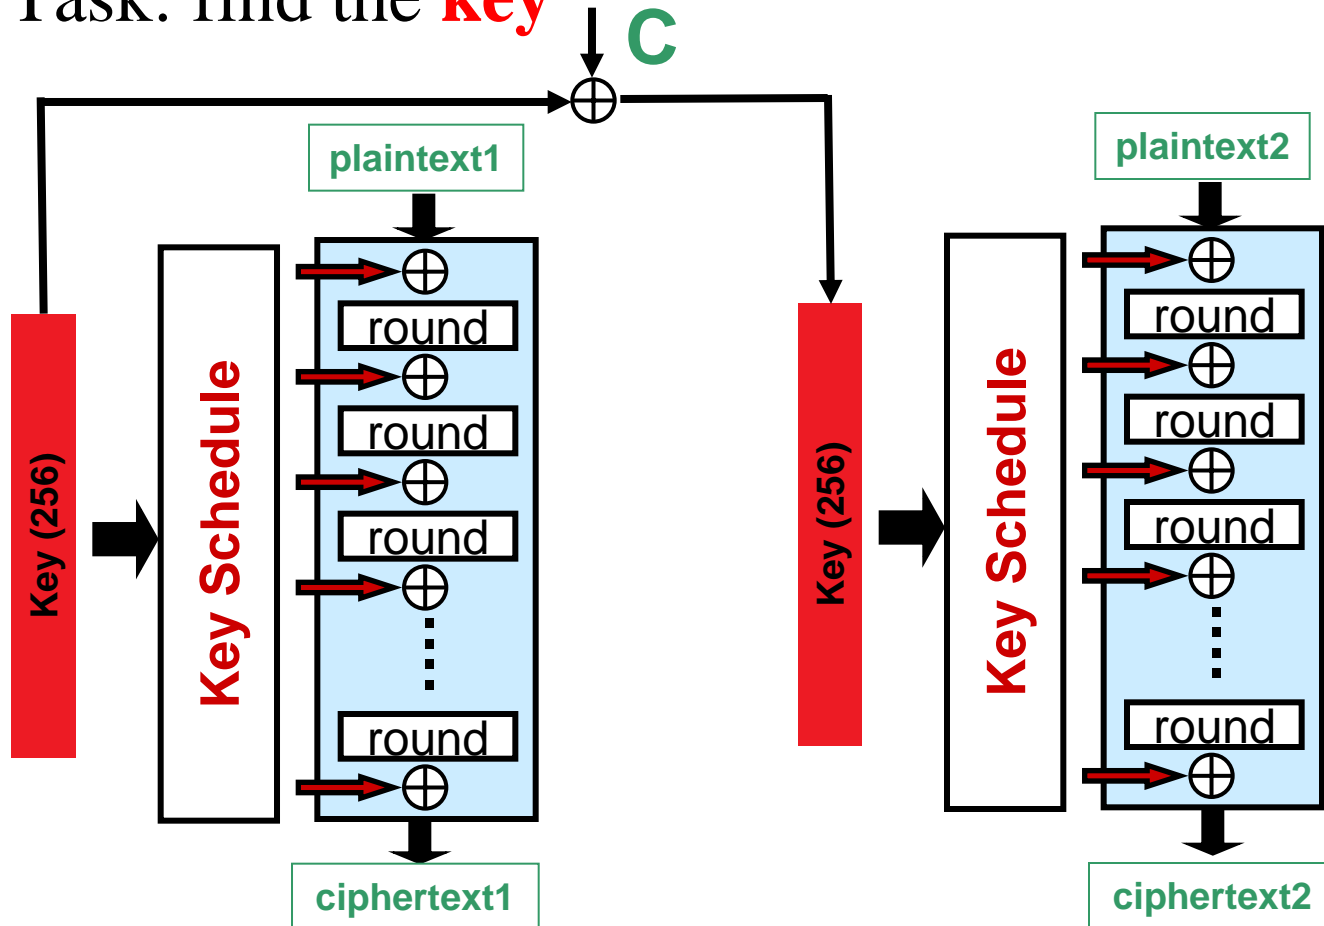 Task: find the key
C
plaintext1
plaintext2
round
round
round
round
Key (256)
Key Schedule
ciphertext1
round
round
round
round
Key (256)
Key Schedule
ciphertext2